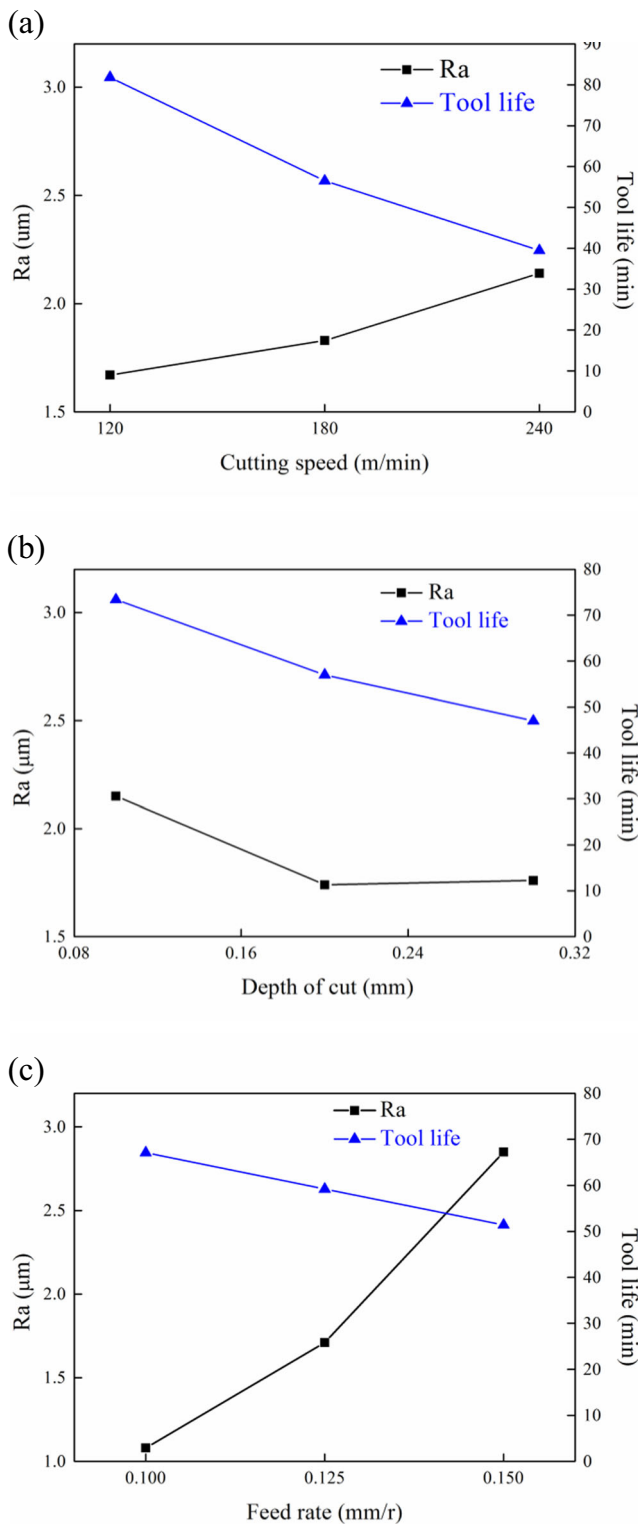 (a)
Ra
Tool life
3.0
2.5
2.0
1.5
Ra (um)
90
80
70
60
50
40
30
20
10
0
Tool life (min)
120 180 240
Cutting speed (m/min)
(b)
Ra
Tool life
3.0
2.5
2.0
1.5
Ra (μm)
80
70
60
50
40
30
20
10
0
Tool life (min)
0.08 0.16 0.24 0.32
Depth of cut (mm)
(c)
Ra
Tool life
3.0
2.5
2.0
1.5
1.0
Ra (μm)
80
70
60
50
40
30
20
10
0
Tool life (min)
0.100 0.125 0.150
Feed rate (mm/r)